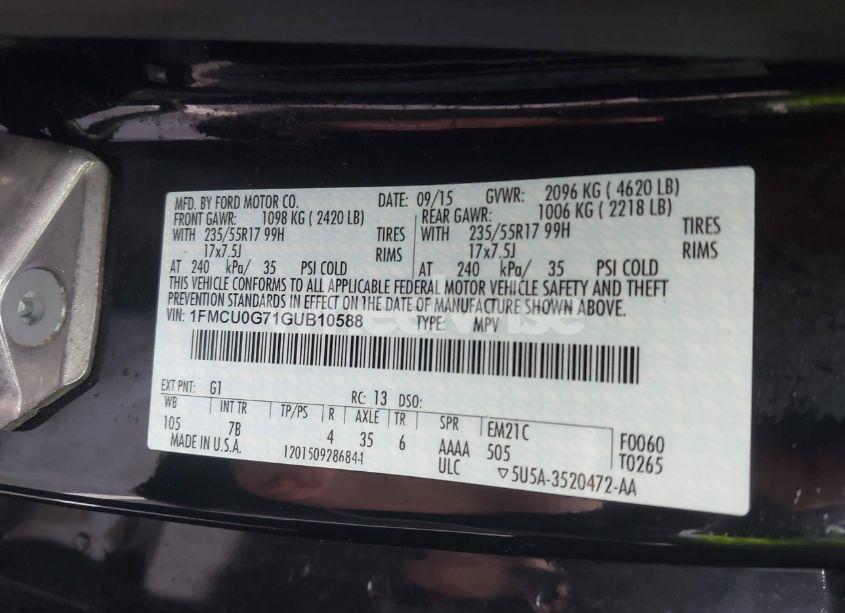 MFD. BY FORD MOTOR CO. DATE: 09/15 GVWR: 2096 KG ( 4620 LB)
FRONT GAWR: 1098 KG ( 2420 LB) REAR GAWR: 1006 KG ( 2218 LB)
WITH 235/55R17 99H TIRES WITH 235/55R17 99H TIRES
17x7.5J RIMS 17x7.5J RIMS
AT 240 kPa/ 35 PSI COLD AT 240 kPa/ 35 PSI COLD
THIS VEHICLE CONFORMS TO ALL APPLICABLE FEDERAL MOTOR VEHICLE SAFETY AND THEFT
PREVENTION STANDARDS IN EFFECT ON THE DATE OF MANUFACTURE SHOWN ABOVE.
VIN: 1FMCU0G71GUB10588 TYPE: MPV
EXT PNT: G1 RC: 13 DSO:
WB INT TR TP/PS R AXLE TR SPR EM21C F0060
105 7B 4 35 6 AAAA 505 T0265
MADE IN U.S.A. 1201509286844 ULC ▽5U5A-3520472-AA